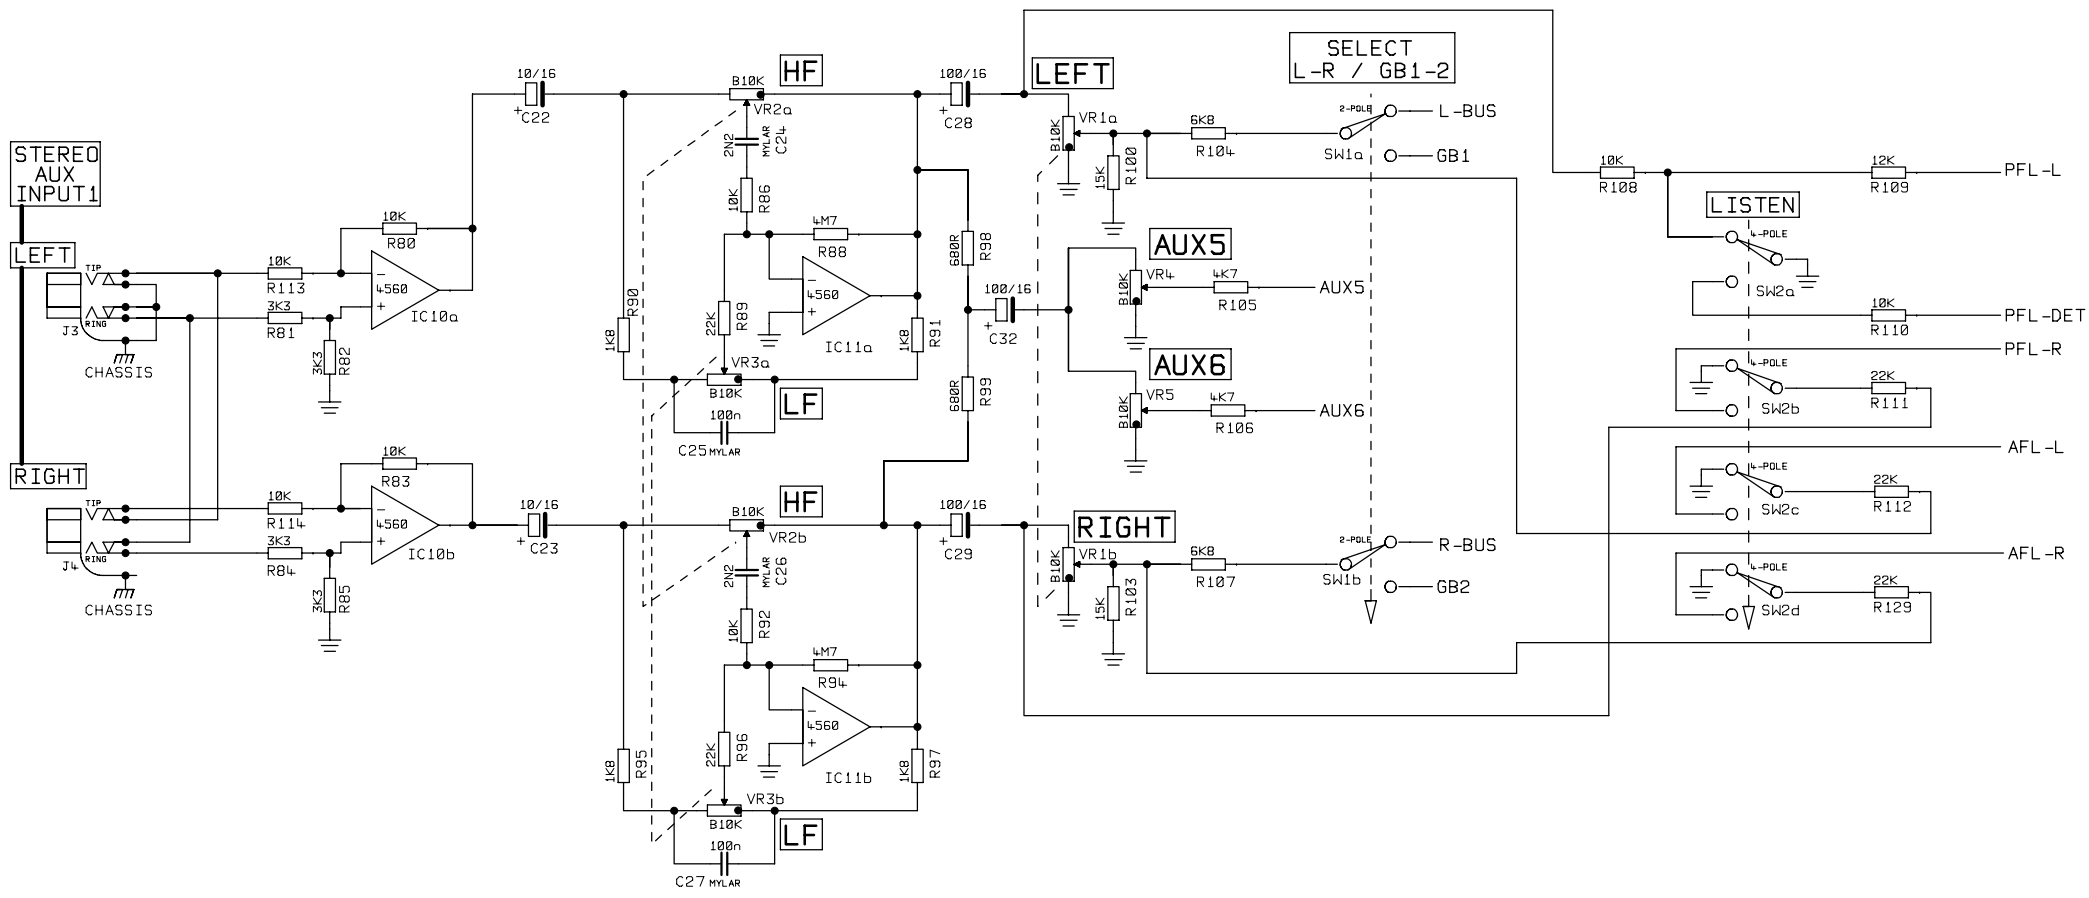 STEREO
AUX
INPUT1
LEFT
TIP
RING
J3
CHASSIS
10K
R113
3K3
R81
3K3
R82
10K
R80
−
4560
+
IC10a
10/16
+
C22
RIGHT
TIP
RING
J4
CHASSIS
10K
R114
3K3
R84
3K3
R85
10K
R83
−
4560
+
IC10b
10/16
+
C23
HF
B10K
VR2a
2N2
MYLAR
C24
10K
R86
4M7
R88
−
4560
+
IC11a
R90
1K8
22K
R89
1K8
R91
VR3a
B10K
LF
100n
C25 MYLAR
HF
B10K
VR2b
2N2
MYLAR
C26
10K
R92
4M7
R94
−
4560
+
IC11b
1K8
R95
22K
R96
1K8
R97
VR3b
B10K
LF
100n
C27 MYLAR
100/16
+
C28
LEFT
B10K
VR1a
15K
R100
6K8
R104
680R
R98
100/16
+
C32
680R
R99
AUX5
VR4
B10K
4K7
R105
AUX5
AUX6
VR5
B10K
4K7
R106
AUX6
100/16
+
C29
RIGHT
B10K
VR1b
15K
R103
6K8
R107
SELECT
L-R / GB1-2
2-POLE
L-BUS
SW1a
GB1
2-POLE
R-BUS
SW1b
GB2
10K
R108
12K
R109
PFL-L
LISTEN
4-POLE
SW2a
10K
R110
PFL-DET
PFL-R
4-POLE
SW2b
22K
R111
AFL-L
4-POLE
SW2c
22K
R112
AFL-R
4-POLE
SW2d
22K
R129